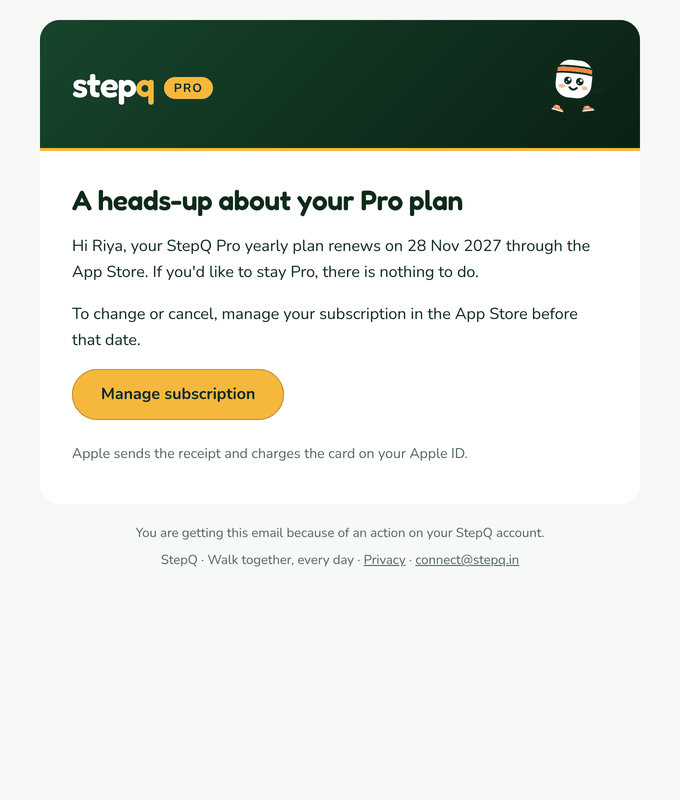 stepq PRO
A heads-up about your Pro plan
Hi Riya, your StepQ Pro yearly plan renews on 28 Nov 2027 through the
App Store. If you'd like to stay Pro, there is nothing to do.
To change or cancel, manage your subscription in the App Store before
that date.
Manage subscription
Apple sends the receipt and charges the card on your Apple ID.
You are getting this email because of an action on your StepQ account.
StepQ · Walk together, every day · Privacy · connect@stepq.in